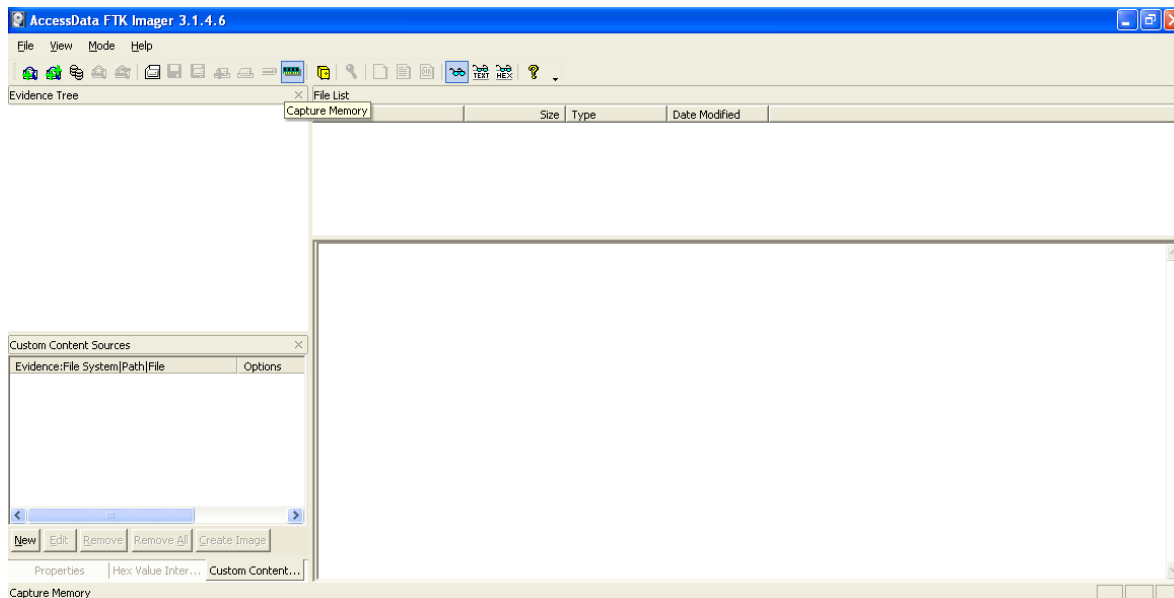 AccessData FTK Imager 3.1.4.6
File View Mode Help
TEXT HEX
Evidence Tree
File List
Capture Memory
Size Type Date Modified
Custom Content Sources
Evidence:File System|Path|File Options
New Edit Remove Remove All Create Image
Properties Hex Value Inter... Custom Content...
Capture Memory